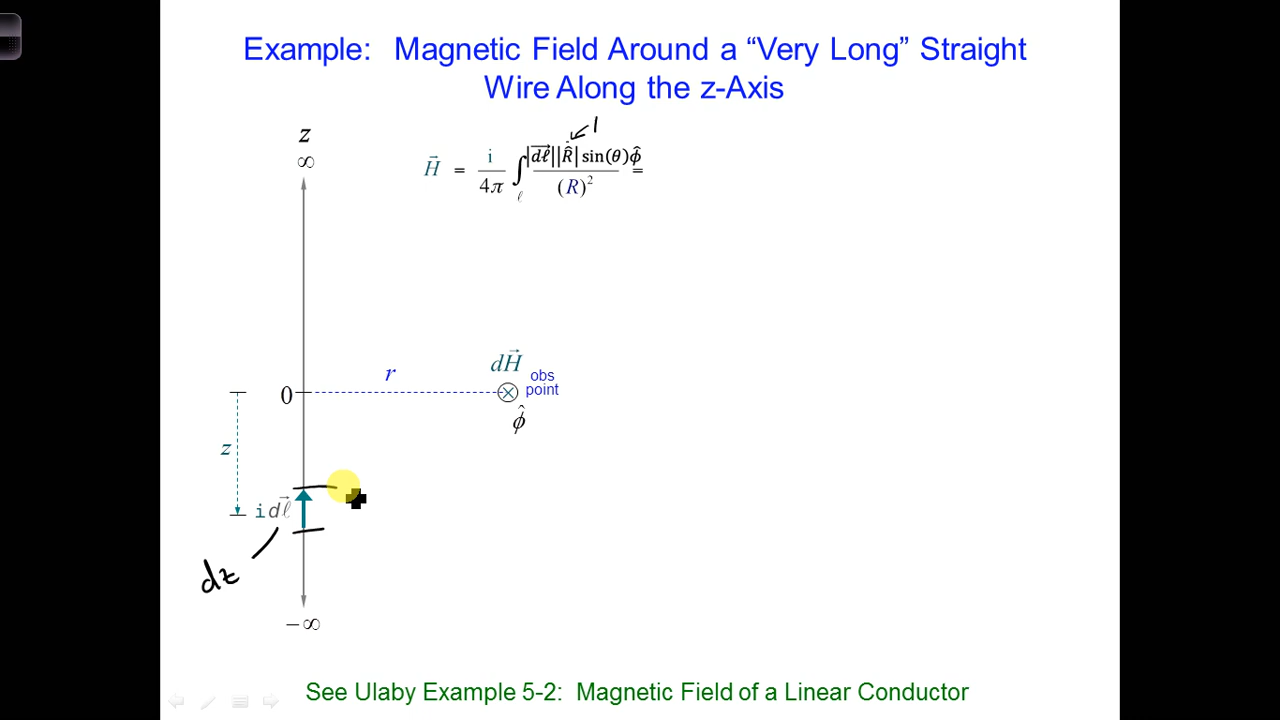 Example: Magnetic Field Around a “Very Long” Straight
Wire Along the z-Axis
z
∞
1
H⃗ = i/4π ∫ℓ |dℓ⃗||R̂| sin(θ)ϕ̂ / (R)² =
dH⃗
obs
point
r
0
ϕ̂
z
i dℓ⃗
dz
−∞
See Ulaby Example 5-2: Magnetic Field of a Linear Conductor